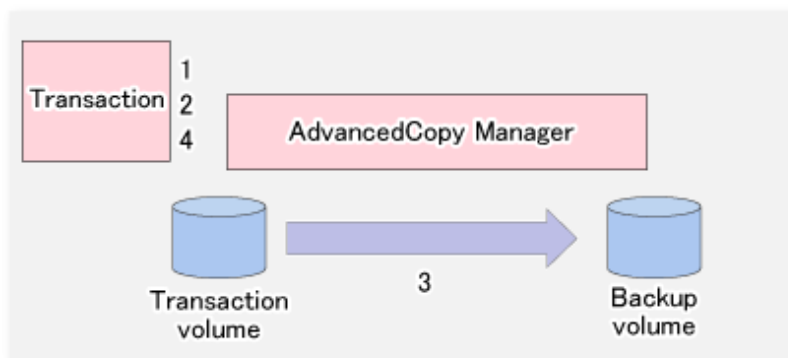 1
Transaction 2
4
AdvancedCopy Manager
3
Transaction
volume
Backup
volume